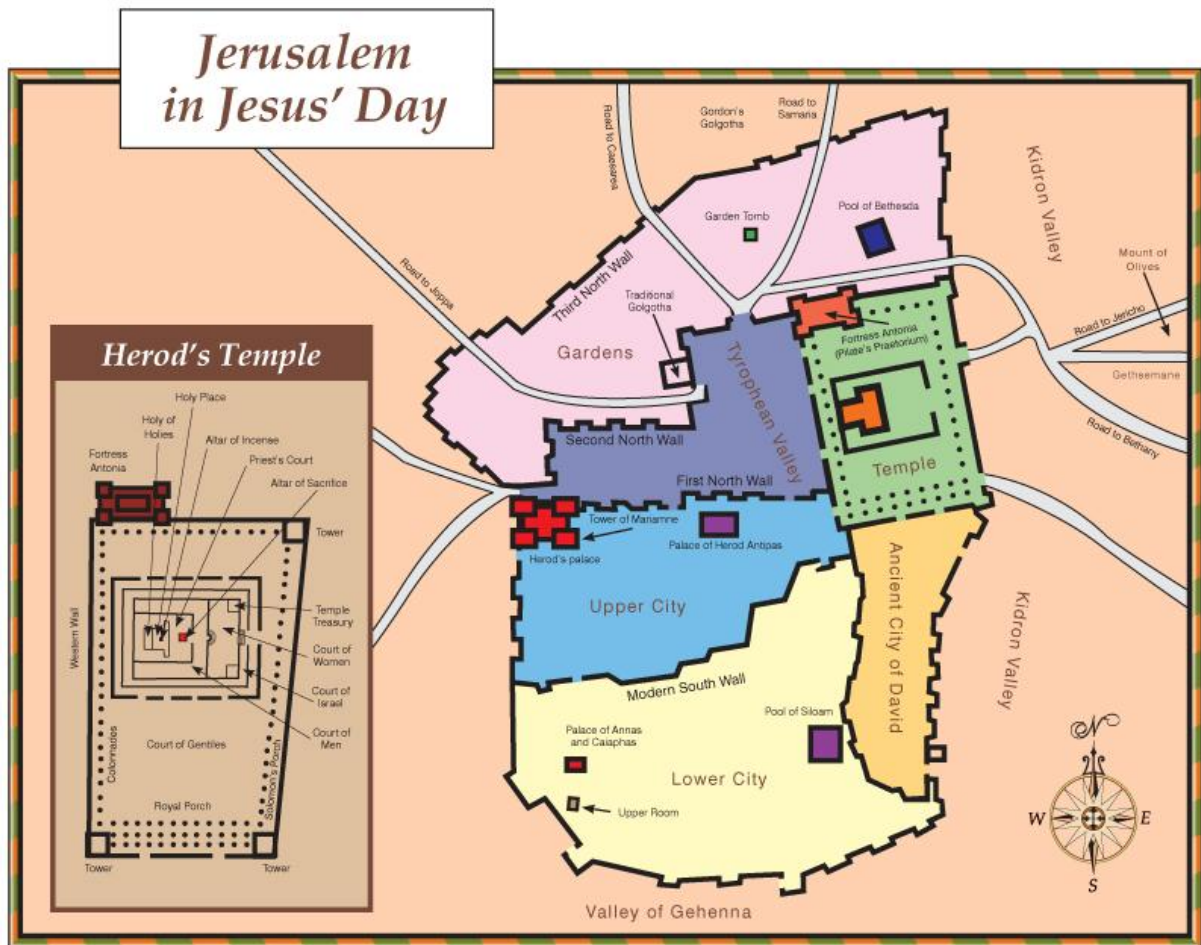 Jerusalem
in Jesus' Day
Road to Caesarea
Gordon's
Golgotha
Road to
Samaria
Kidron Valley
Garden Tomb
Pool of Bethesda
Mount of
Olives
Road to Joppa
Third North Wall
Traditional
Golgotha
Road to Jericho
Fortress Antonia
(Pilate's Praetorium)
Gardens
Tyrophean Valley
Gethsemane
Road to Bethany
Second North Wall
Temple
First North Wall
Tower of Mariamne
Herod's palace
Palace of Herod Antipas
Upper City
Ancient City of David
Kidron Valley
Modern South Wall
Pool of Siloam
Palace of Annas
and Caiaphas
Lower City
Upper Room
Valley of Gehenna
N
W
E
S
Herod's Temple
Holy Place
Holy of
Holies
Altar of Incense
Fortress
Antonia
Priest's Court
Altar of Sacrifice
Tower
Western Wall
Temple
Treasury
Court of
Women
Court of
Israel
Court of
Men
Court of Gentiles
Colonnades
Solomon's Porch
Royal Porch
Tower
Tower